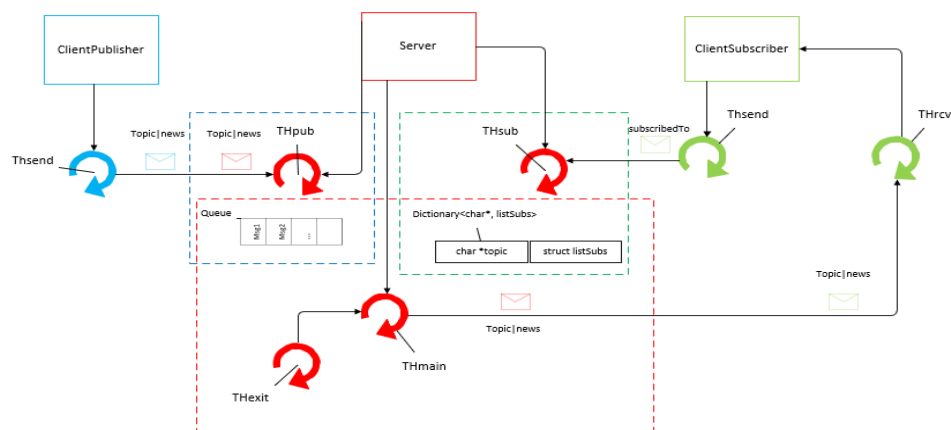 ClientPublisher
Server
ClientSubscriber
Thsend
Topic|news
Topic|news
THpub
THsub
subscribedTo
Thsend
THrcv
Queue
Msg1
Msg2
...
Dictionary<char*, listSubs>
char *topic
struct listSubs
Topic|news
Topic|news
THmain
THexit